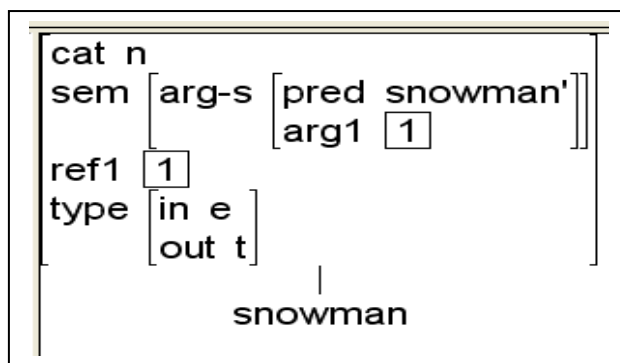 cat n
sem [arg-s [pred snowman'
arg1 1]]
ref1 1
type [in e
out t]
snowman